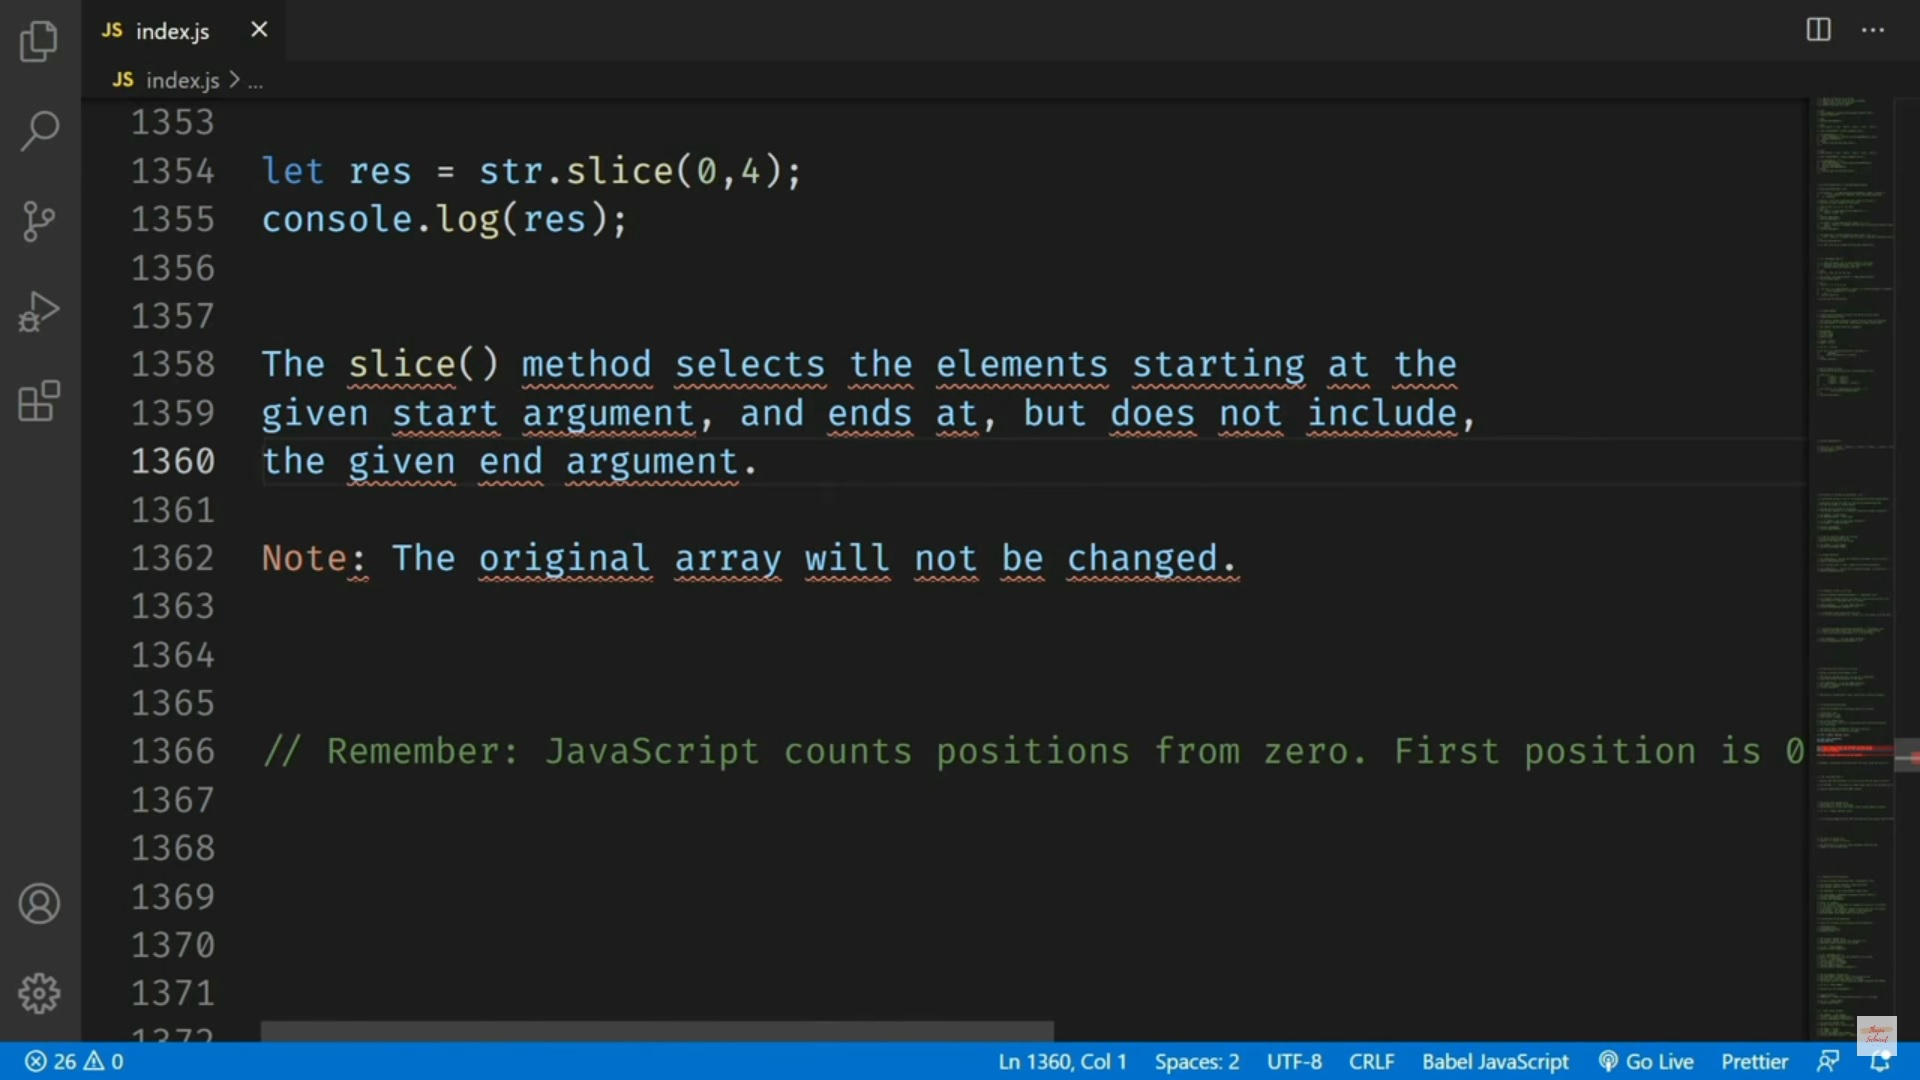 JS index.js
JS index.js > ...
1353
1354 let res = str.slice(0,4);
1355 console.log(res);
1356
1357
1358 The slice() method selects the elements starting at the
1359 given start argument, and ends at, but does not include,
1360 the given end argument.
1361
1362 Note: The original array will not be changed.
1363
1364
1365
1366 // Remember: JavaScript counts positions from zero. First position is 0
1367
1368
1369
1370
1371
1372
26 0 Ln 1360, Col 1 Spaces: 2 UTF-8 CRLF Babel JavaScript Go Live Prettier